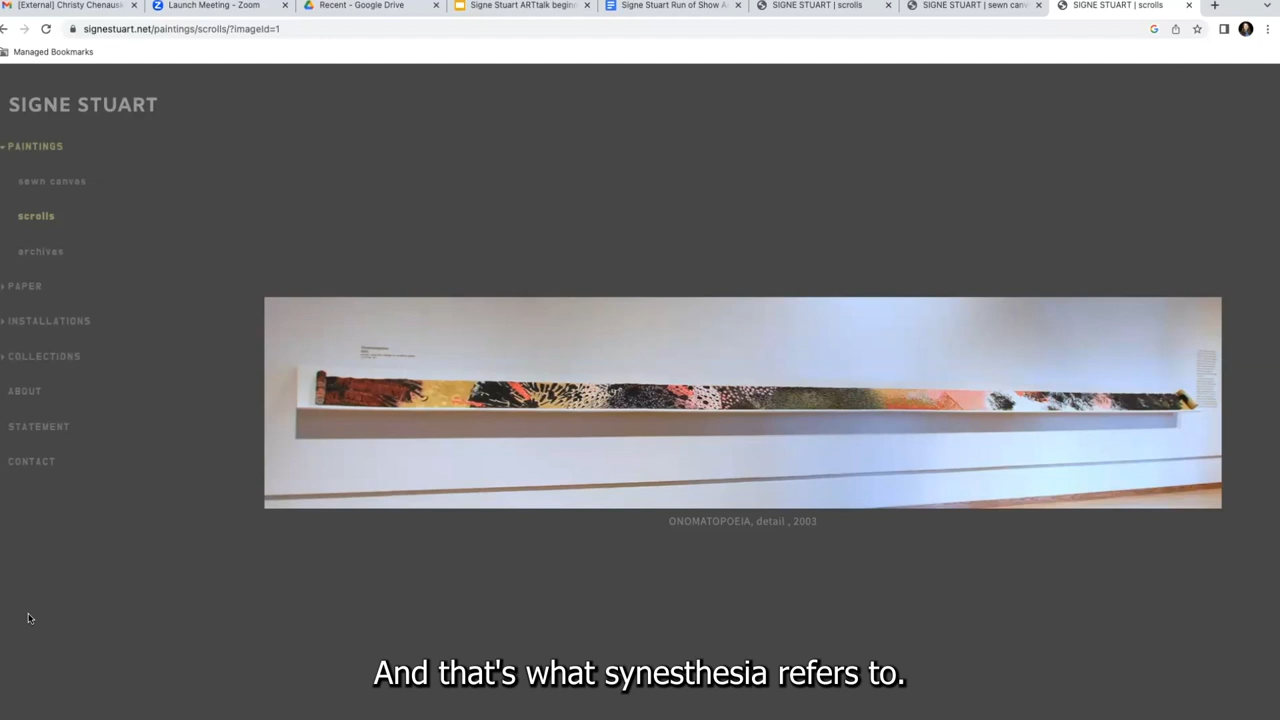 [External] Christy Chenausk
Launch Meeting - Zoom
Recent - Google Drive
Signe Stuart ARTtalk beginn
Signe Stuart Run of Show A
SIGNE STUART | scrolls
SIGNE STUART | sewn canv
SIGNE STUART | scrolls
signestuart.net/paintings/scrolls/?imageId=1
Managed Bookmarks
SIGNE STUART
PAINTINGS
sewn canvas
scrolls
archives
PAPER
INSTALLATIONS
COLLECTIONS
ABOUT
STATEMENT
CONTACT
ONOMATOPOEIA, detail , 2003
And that's what synesthesia refers to.